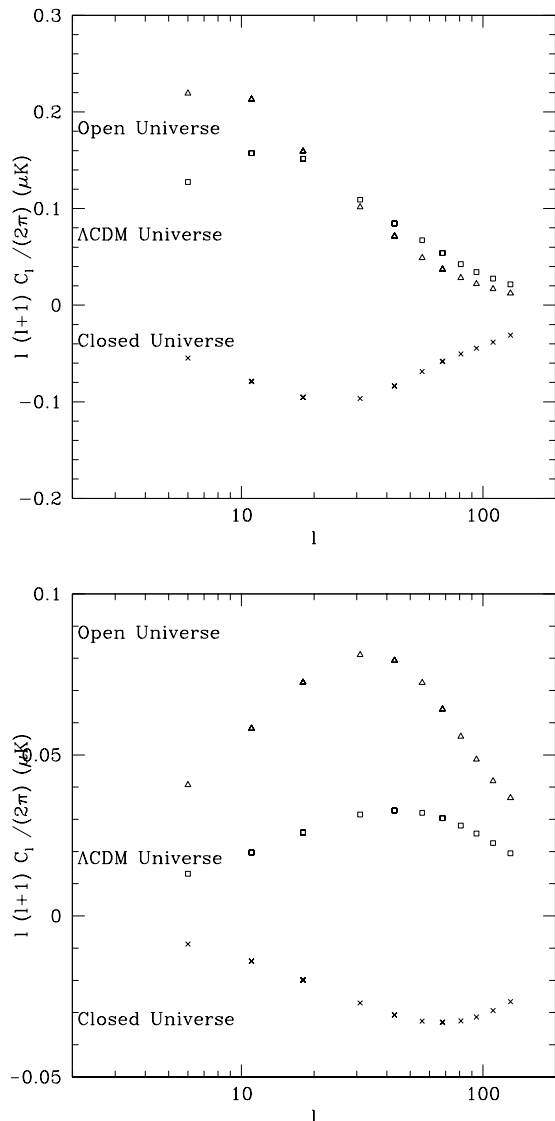 0.3
0.2
Open Universe
0.1
ΛCDM Universe
0
Closed Universe
−0.1
−0.2
l (l+1) C_l /(2π) (μK)
10
100
l
0.1
Open Universe
0.05
ΛCDM Universe
0
Closed Universe
−0.05
l (l+1) C_l /(2π) (μK)
10
100
l